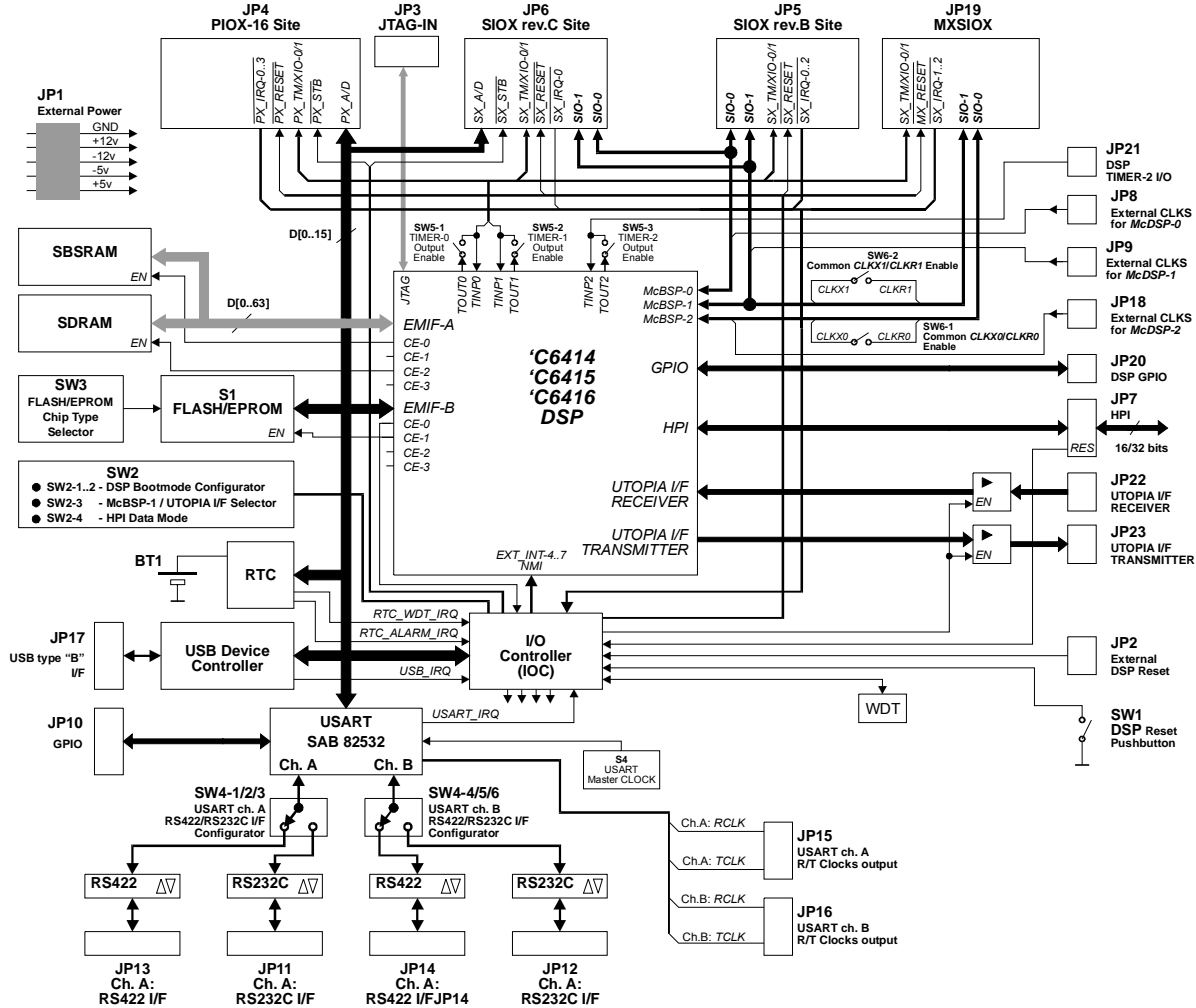 JP4
PIOX-16 Site
JP3
JTAG-IN
JP6
SIOX rev.C Site
JP5
SIOX rev.B Site
JP19
MXSIOX
PX_IRQ-0..3
PX_RESET
PX_TM/XIO-0/1
PX_STB
PX_A/D
SX_A/D
SX_STB
SX_TM/XIO-0/1
SX_RESET
SX_IRQ-0
SIO-1
SIO-0
SIO-0
SIO-1
SX_TM/XIO-0/1
SX_RESET
SX_IRQ-0..2
SX_TM/XIO-0/1
MX_RESET
SX_IRQ-1..2
SIO-1
SIO-0
JP1
External Power
GND
+12v
-12v
-5v
+5v
JP21
DSP
TIMER-2 I/O
JP8
External CLKS
for McDSP-0
JP9
External CLKS
for McDSP-1
JP18
External CLKS
for McDSP-2
SBSRAM
EN
SDRAM
EN
D[0..15]
D[0..63]
SW5-1
TIMER-0
Output
Enable
SW5-2
TIMER-1
Output
Enable
SW5-3
TIMER-2
Output
Enable
SW6-2
Common CLKX1/CLKR1 Enable
CLKX1
CLKR1
SW6-1
Common CLKX0/CLKR0
Enable
CLKX0
CLKR0
JTAG
TOUT0
TINP0
TINP1
TOUT1
TINP2
TOUT2
McBSP-0
McBSP-1
McBSP-2
EMIF-A
CE-0
CE-1
CE-2
CE-3
EMIF-B
CE-0
CE-1
CE-2
CE-3
'C6414
'C6415
'C6416
DSP
GPIO
HPI
UTOPIA I/F
RECEIVER
UTOPIA I/F
TRANSMITTER
EXT_INT-4..7
NMI
JP20
DSP GPIO
JP7
HPI
16/32 bits
RES
EN
JP22
UTOPIA I/F
RECEIVER
EN
JP23
UTOPIA I/F
TRANSMITTER
SW3
FLASH/EPROM
Chip Type
Selector
S1
FLASH/EPROM
EN
SW2
SW2-1..2 - DSP Bootmode Configurator
SW2-3 - McBSP-1 / UTOPIA I/F Selector
SW2-4 - HPI Data Mode
BT1
RTC
RTC_WDT_IRQ
RTC_ALARM_IRQ
JP17
USB type “B”
I/F
USB Device
Controller
USB_IRQ
I/O
Controller
(IOC)
JP2
External
DSP Reset
WDT
SW1
DSP Reset
Pushbutton
JP10
GPIO
USART
SAB 82532
Ch. A
Ch. B
USART_IRQ
S4
USART
Master CLOCK
SW4-1/2/3
USART ch. A
RS422/RS232C I/F
Configurator
SW4-4/5/6
USART ch. B
RS422/RS232C I/F
Configurator
RS422
RS232C
RS422
RS232C
Ch.A: RCLK
Ch.A: TCLK
JP15
USART ch. A
R/T Clocks output
Ch.B: RCLK
Ch.B: TCLK
JP16
USART ch. B
R/T Clocks output
JP13
Ch. A:
RS422 I/F
JP11
Ch. A:
RS232C I/F
JP14
Ch. A:
RS422 I/FJP14
JP12
Ch. A:
RS232C I/F